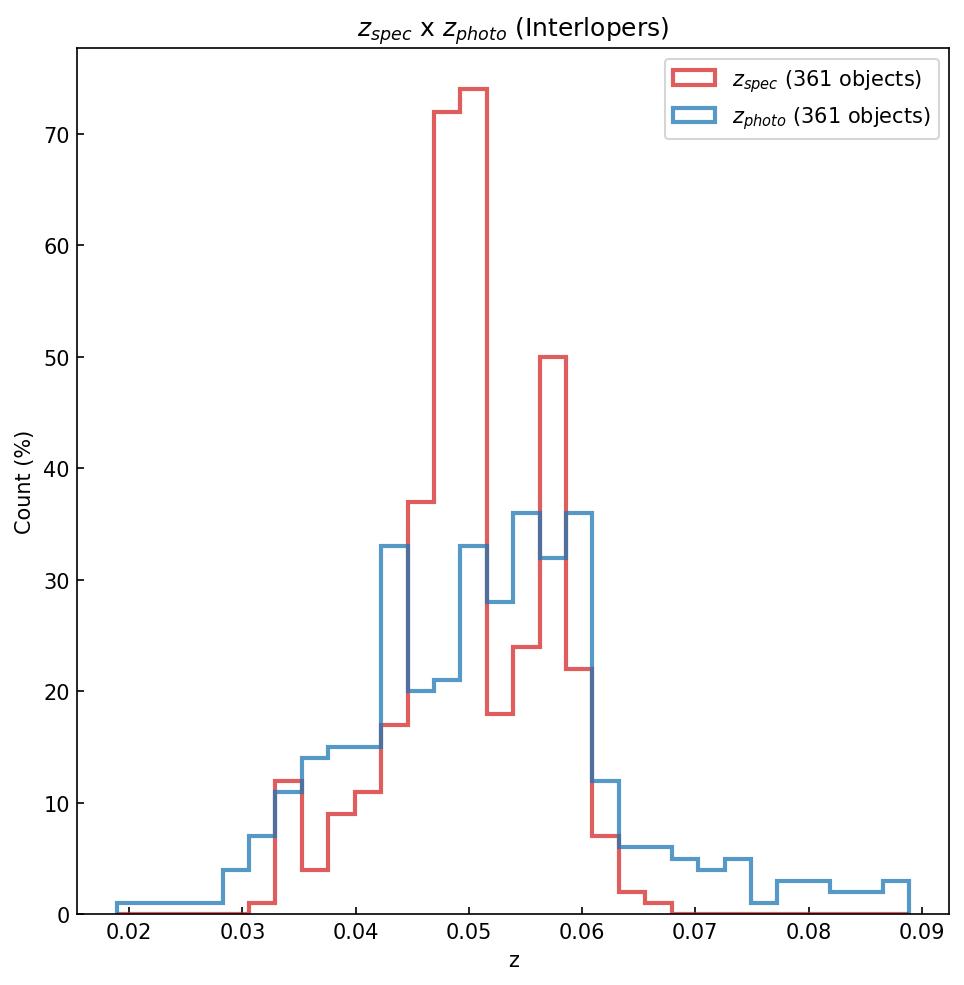 z_spec x z_photo (Interlopers)
z_spec (361 objects)
z_photo (361 objects)
Count (%)
70
60
50
40
30
20
10
0
0.02 0.03 0.04 0.05 0.06 0.07 0.08 0.09
z